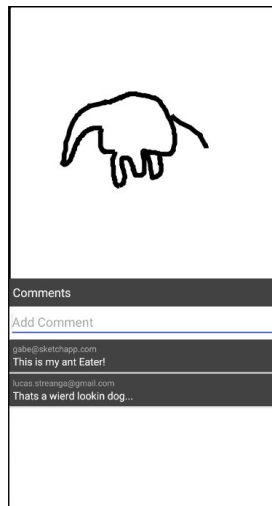 Comments
Add Comment
gabe@sketchapp.com
This is my ant Eater!
lucas.streanga@gmail.com
Thats a wierd lookin dog...